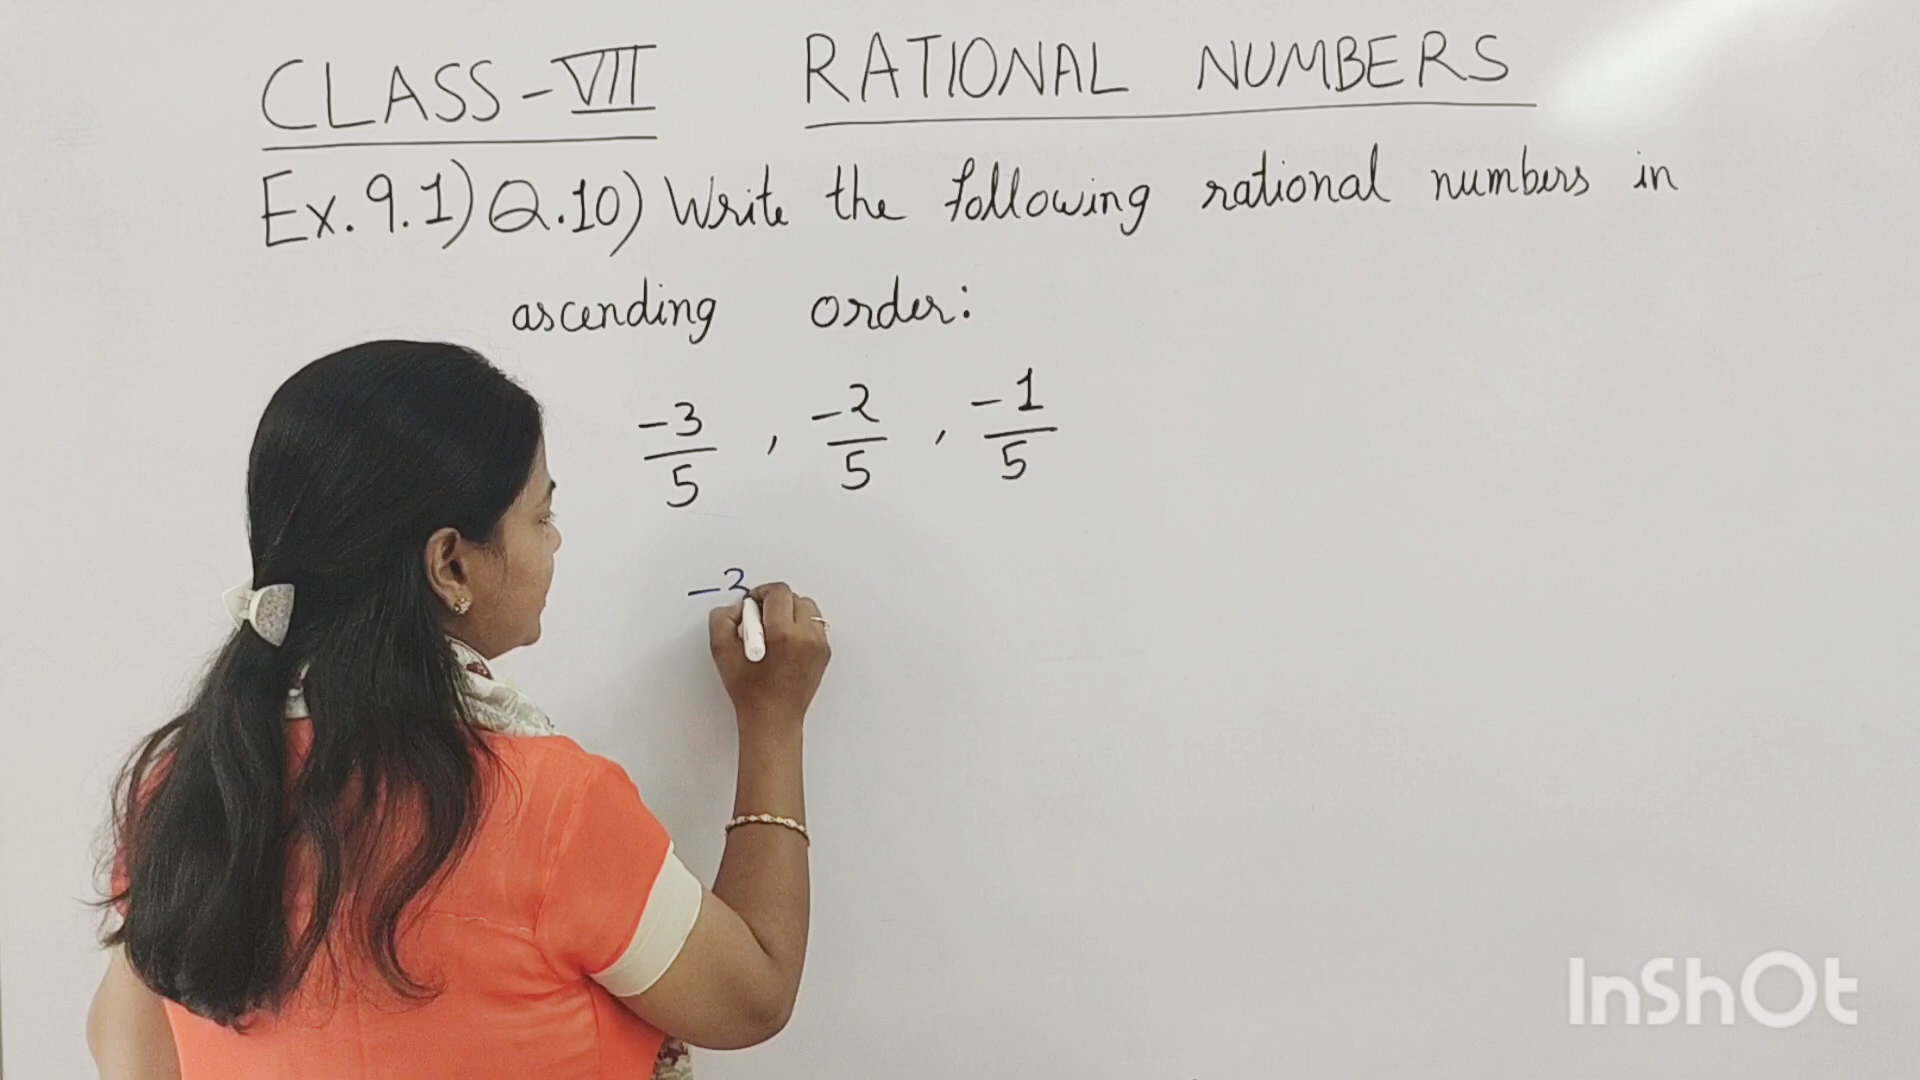 CLASS-VII RATIONAL NUMBERS
Ex. 9.1) Q.10) Write the following rational numbers in
ascending order:
-3/5 , -2/5 , -1/5
-3
InShOt